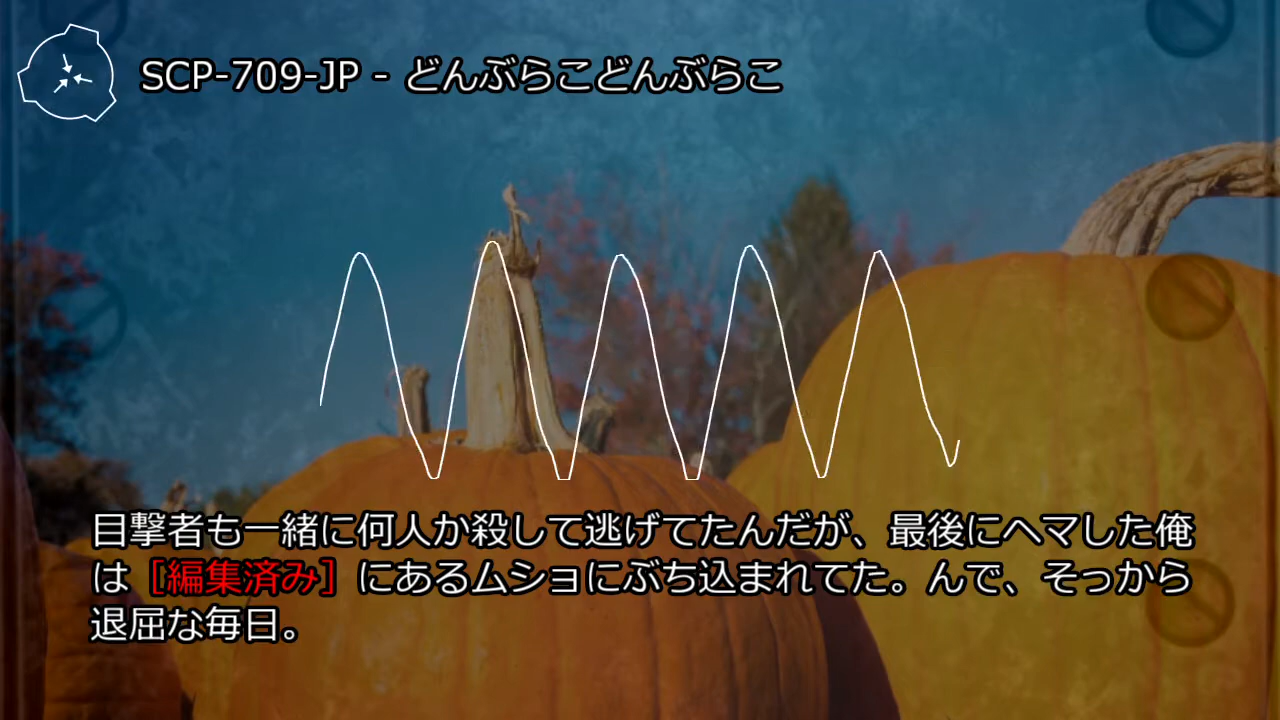 SCP-709-JP - どんぶらこどんぶらこ
目撃者も一緒に何人か殺して逃げてたんだが、最後にヘマした俺
は［編集済み］にあるムショにぶち込まれてた。んで、そっから
退屈な毎日。